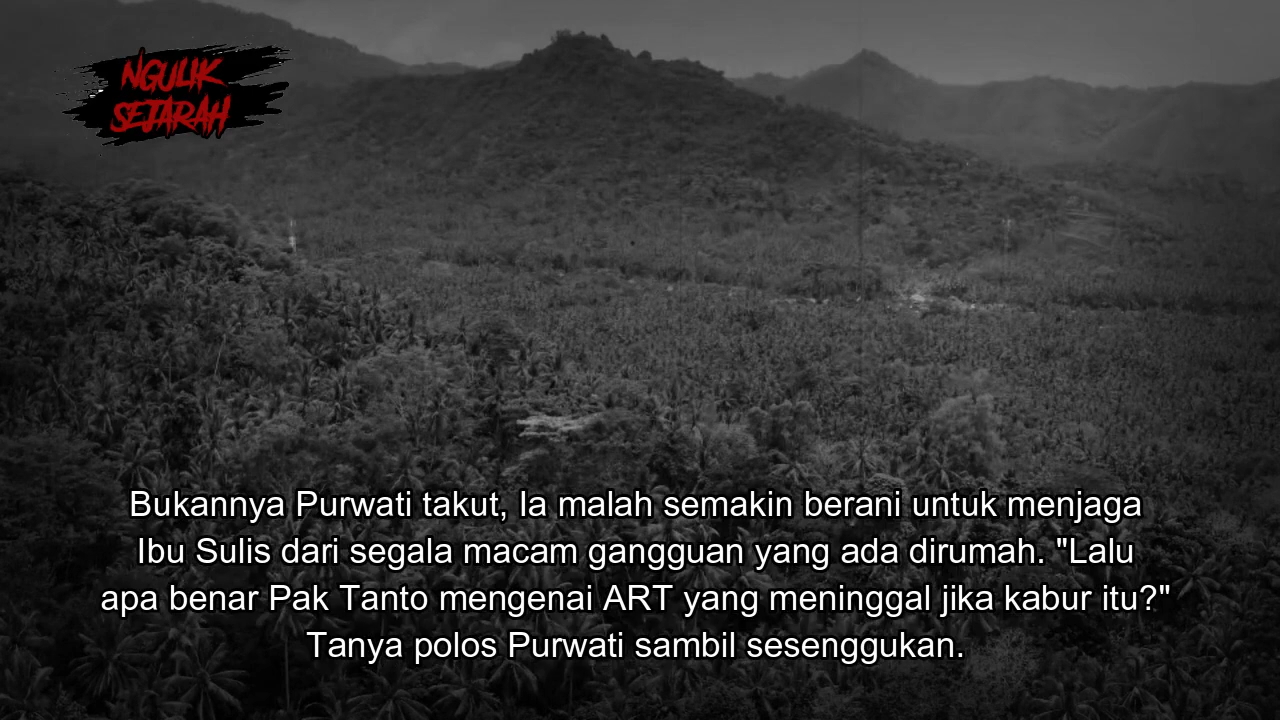 NGULIK
SEJARAH
Bukannya Purwati takut, Ia malah semakin berani untuk menjaga
Ibu Sulis dari segala macam gangguan yang ada dirumah. "Lalu
apa benar Pak Tanto mengenai ART yang meninggal jika kabur itu?"
Tanya polos Purwati sambil sesenggukan.